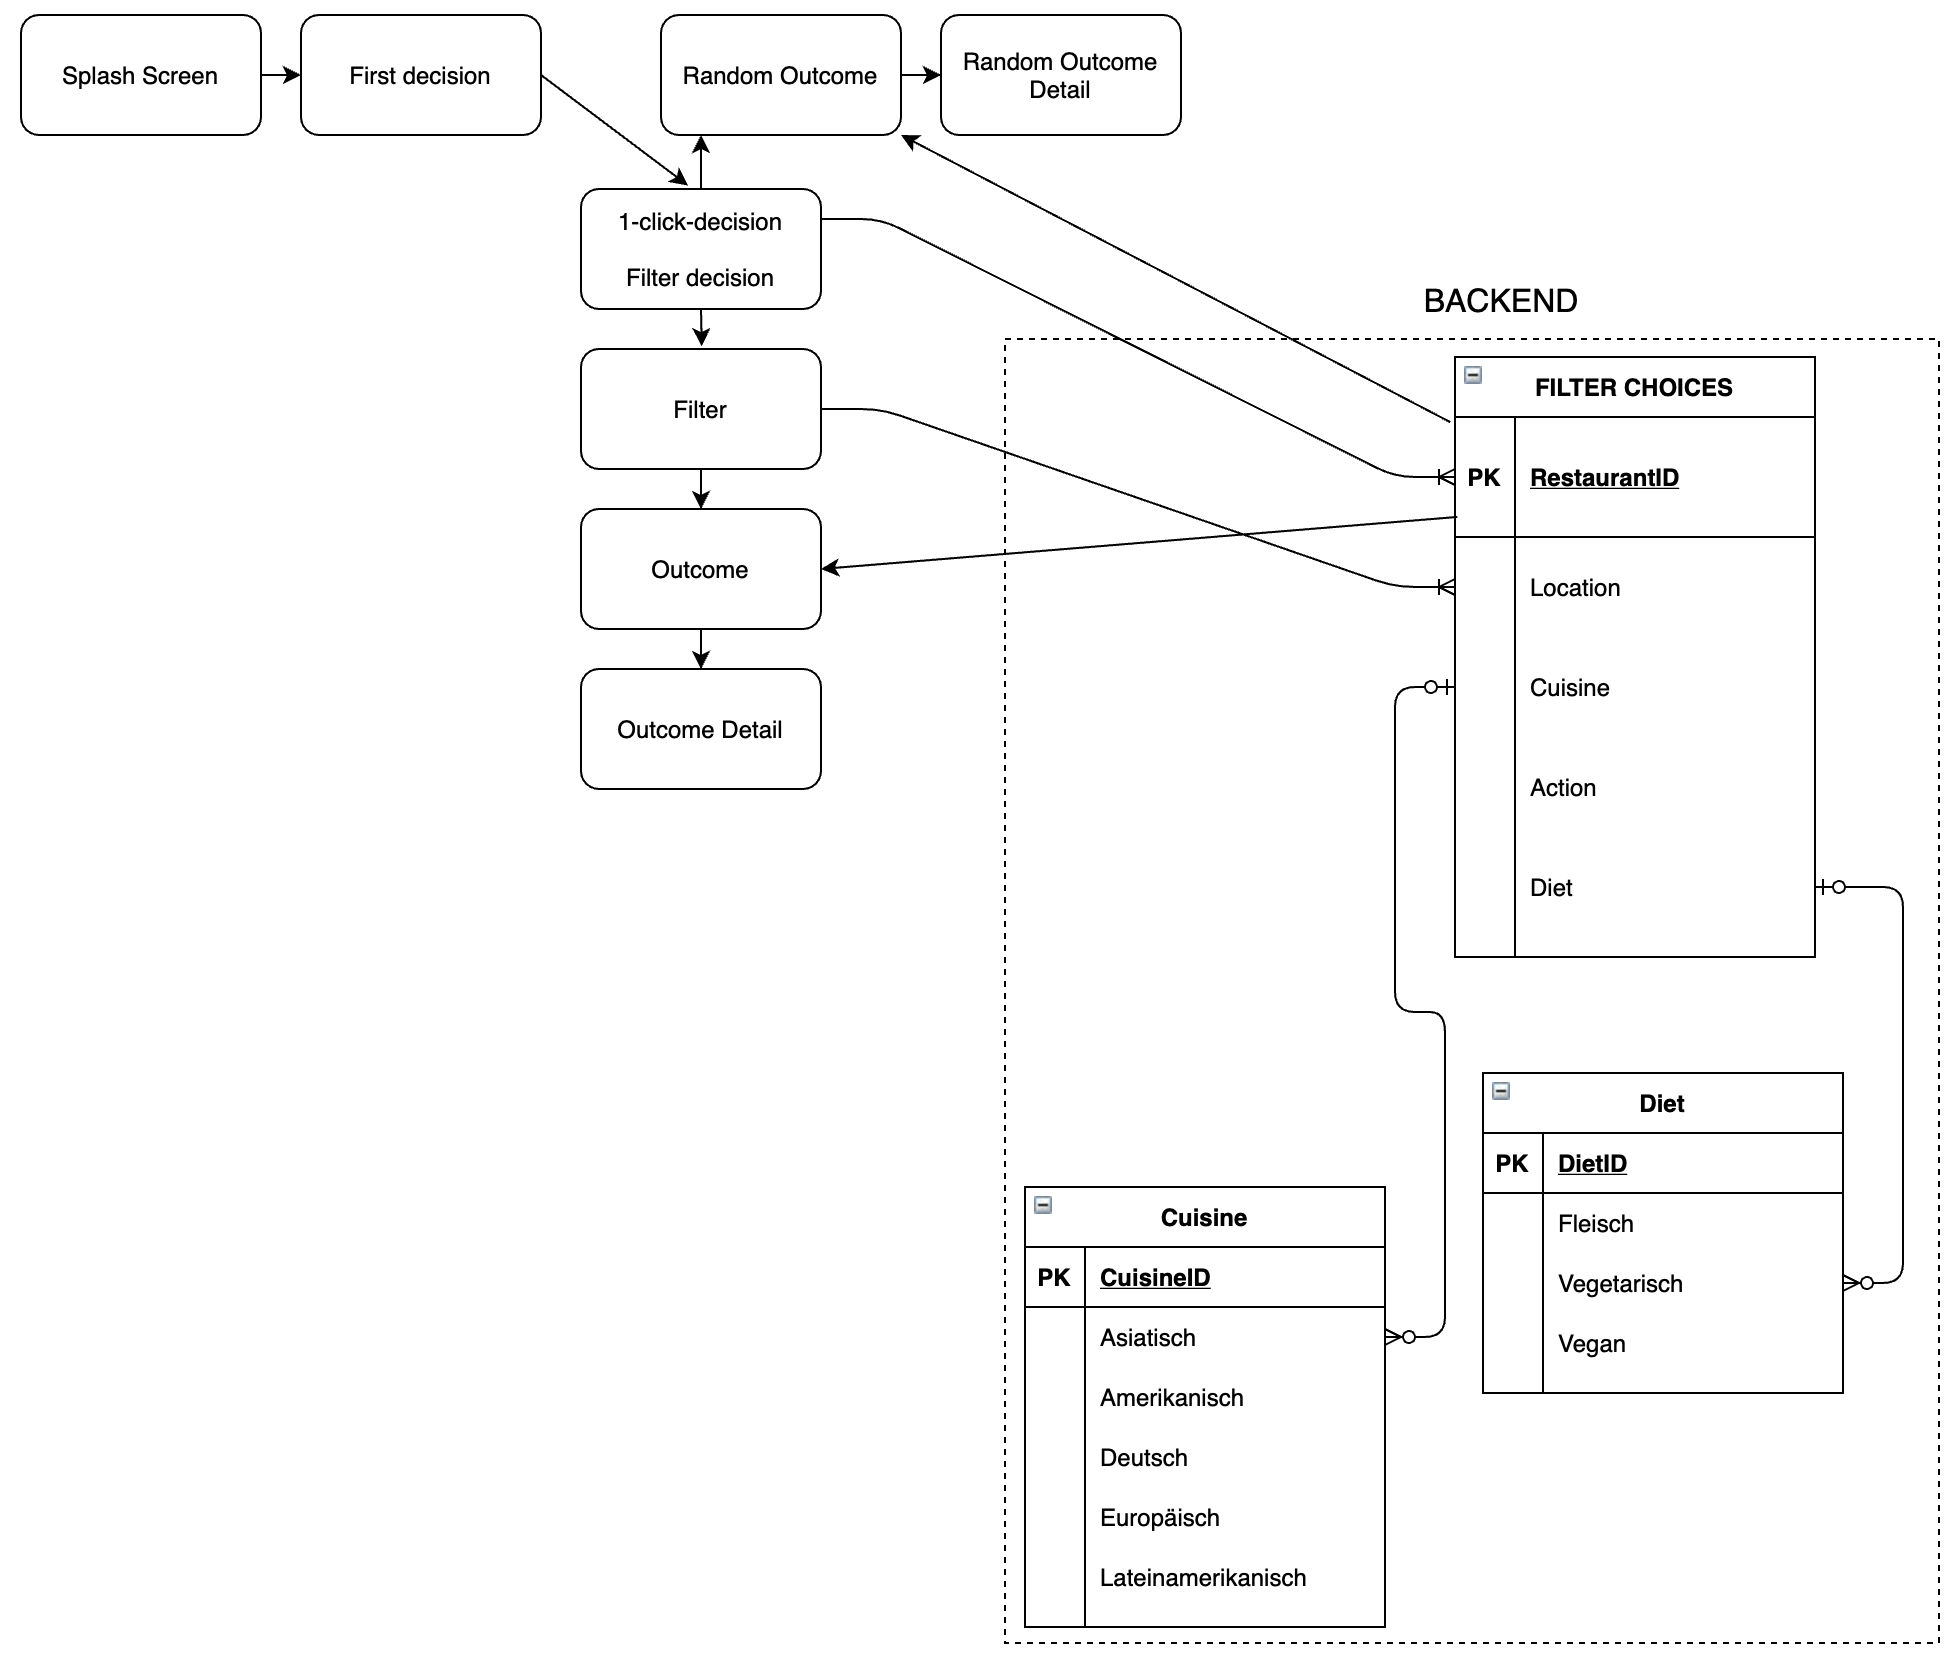 Splash Screen
First decision
Random Outcome
Random Outcome
Detail
1-click-decision
Filter decision
Filter
Outcome
Outcome Detail
BACKEND
FILTER CHOICES
PK RestaurantID
Location
Cuisine
Action
Diet
Diet
PK DietID
Fleisch
Vegetarisch
Vegan
Cuisine
PK CuisineID
Asiatisch
Amerikanisch
Deutsch
Europäisch
Lateinamerikanisch